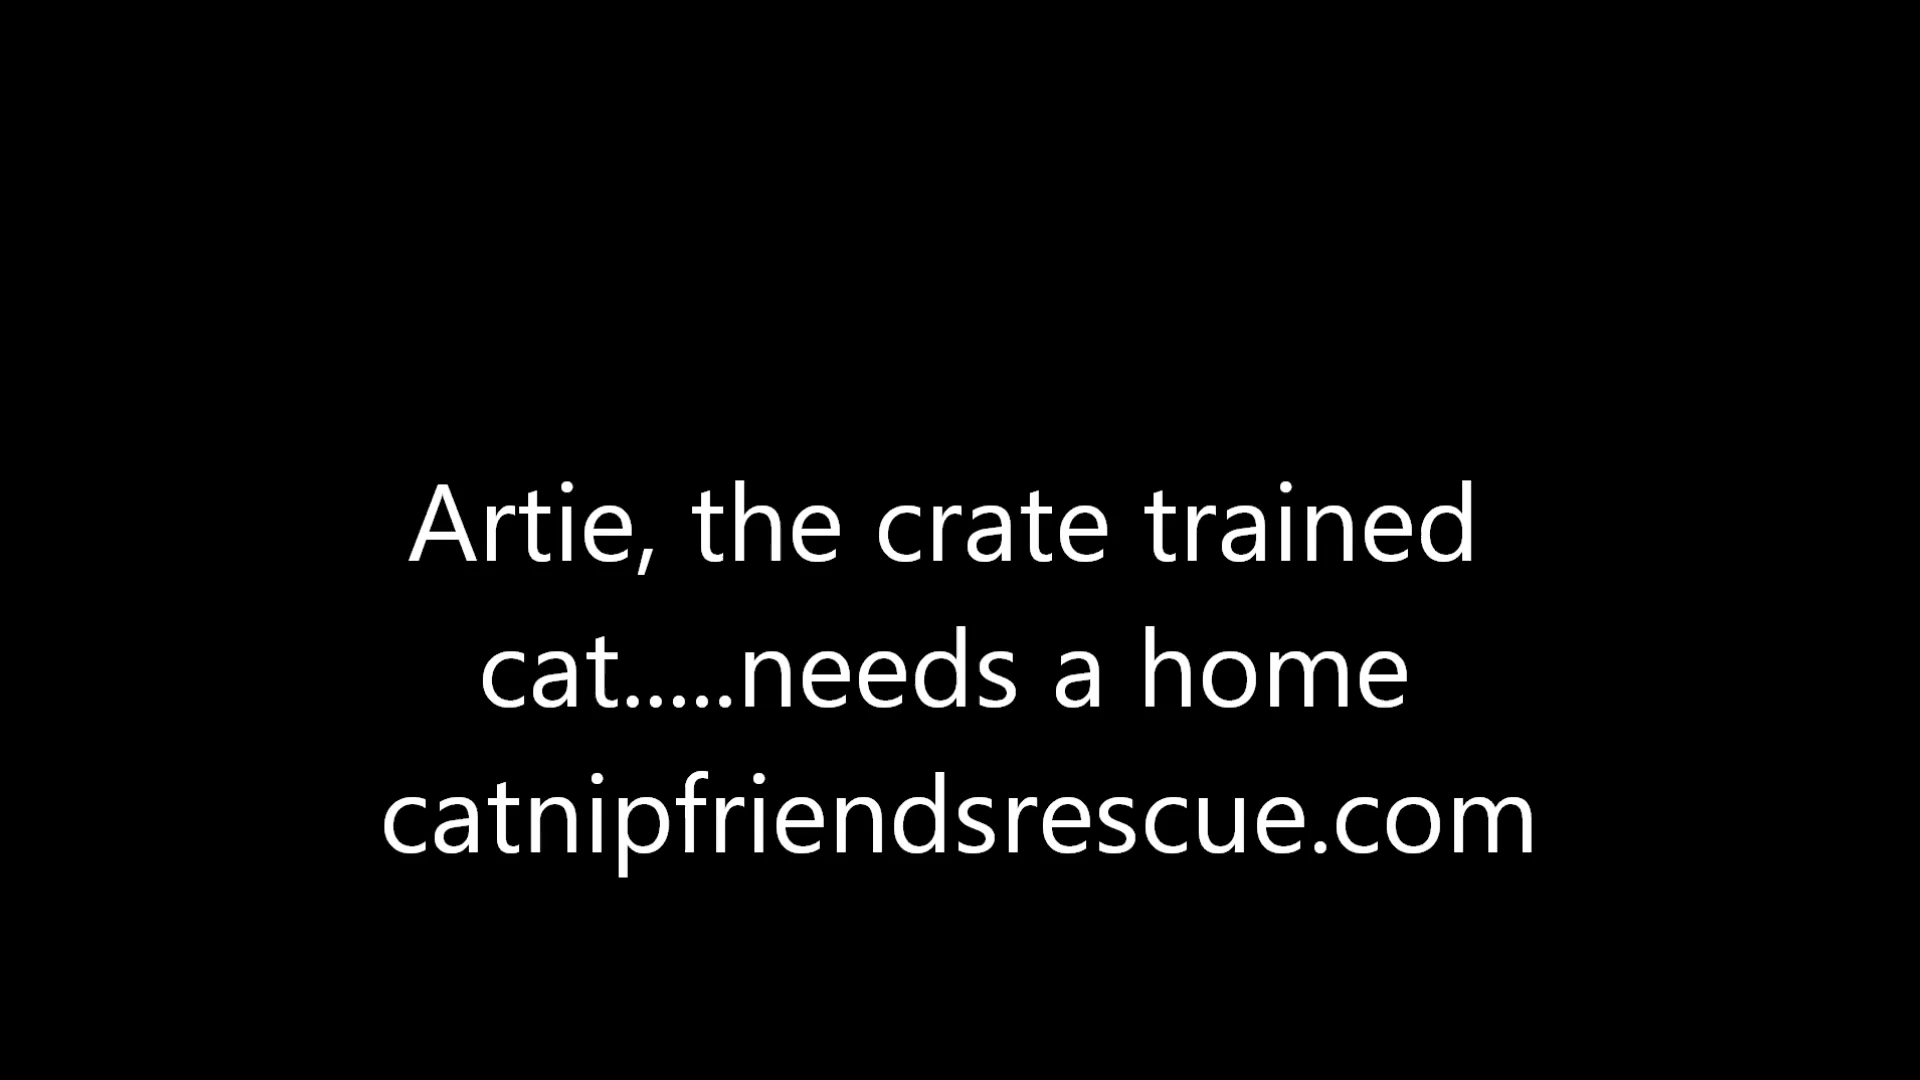 Artie, the crate trained
cat.....needs a home
catnipfriendsrescue.com